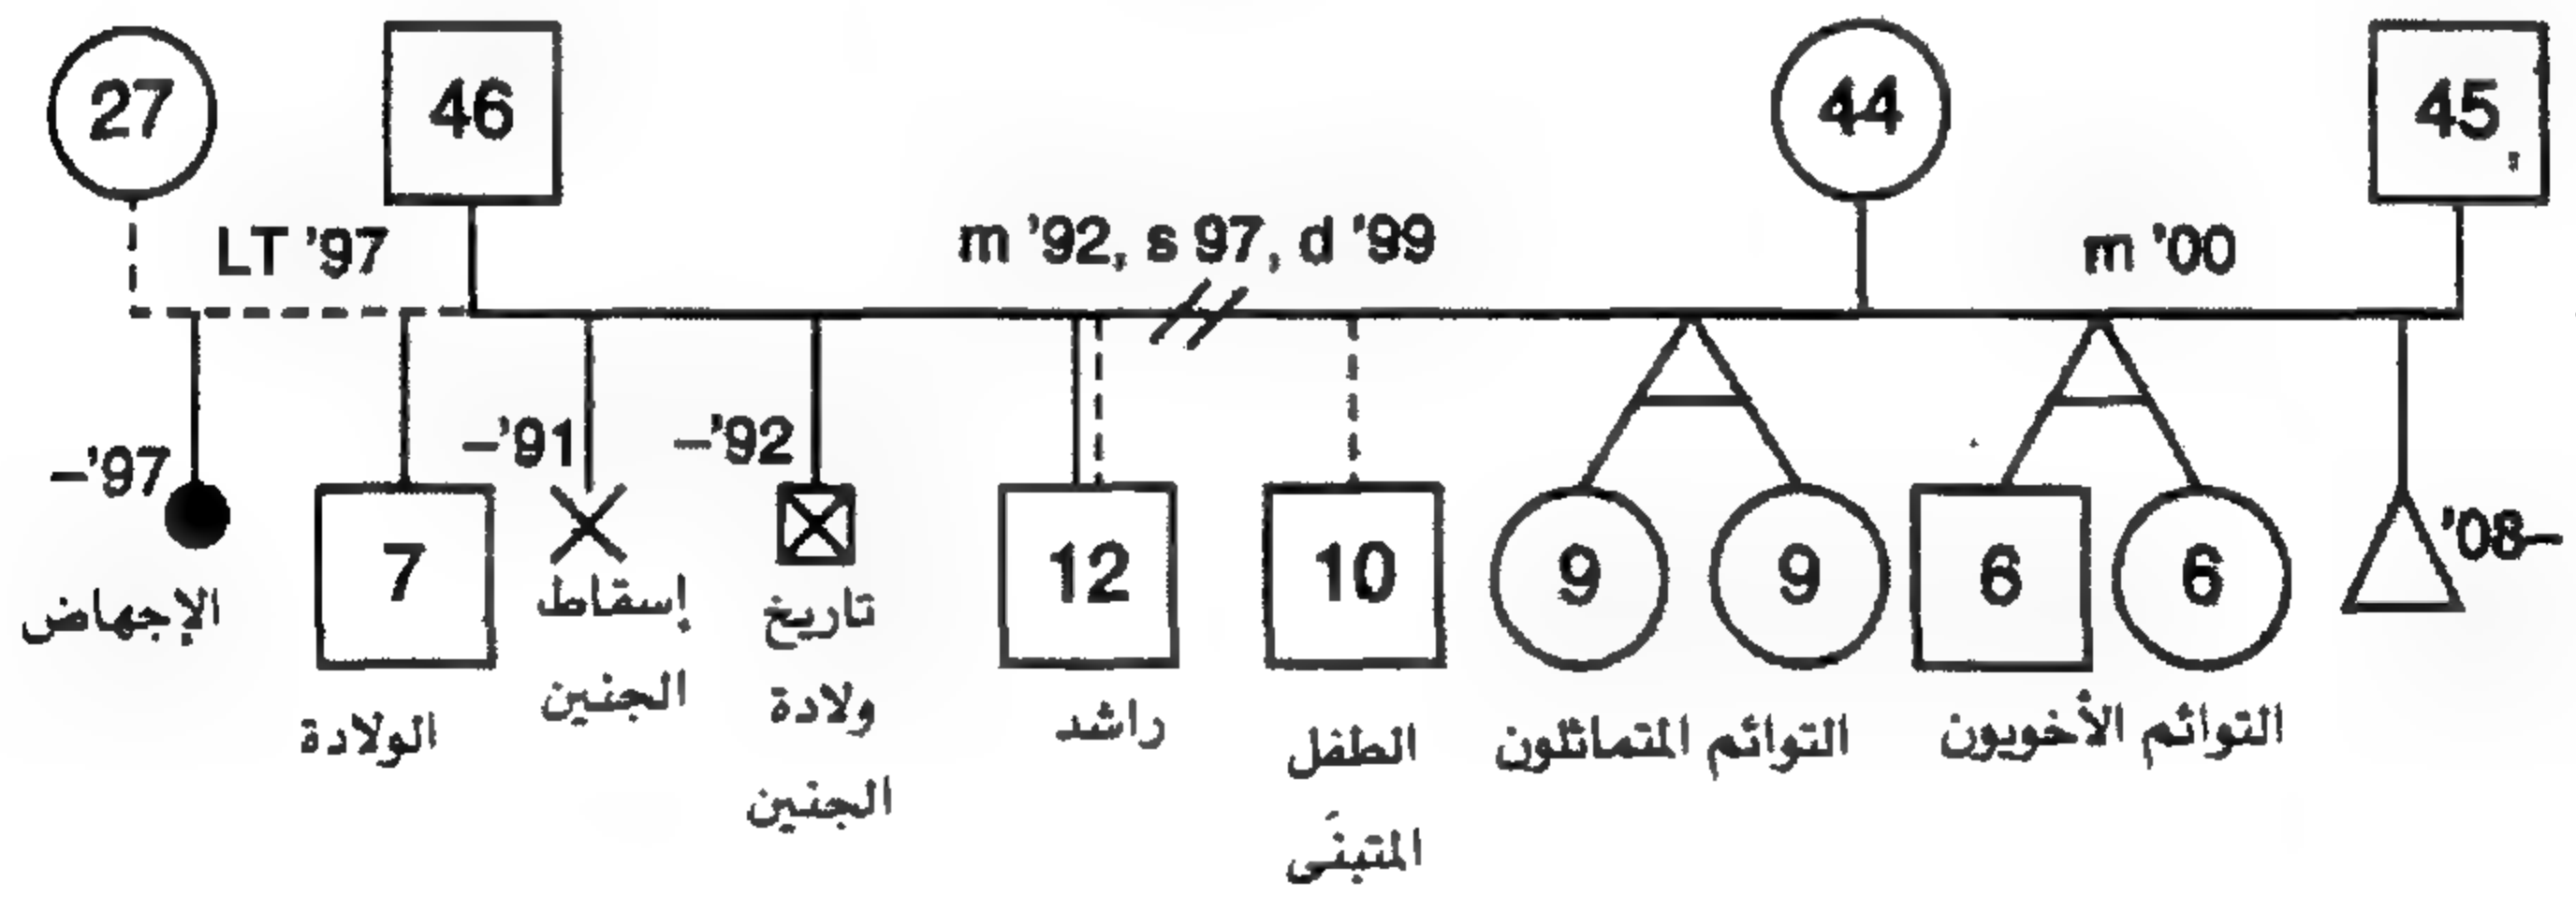 27
46
44
45
LT '97
m '92, s 97, d '99
m '00
–'97
–'91
–'92
'08–
7
12
10
9
9
6
6
الإجهاض
الولادة
إسقاط
الجنين
تاريخ
ولادة
الجنين
راشد
الطفل
المتبنَى
التوائم المتماثلون
التوائم الأخويون